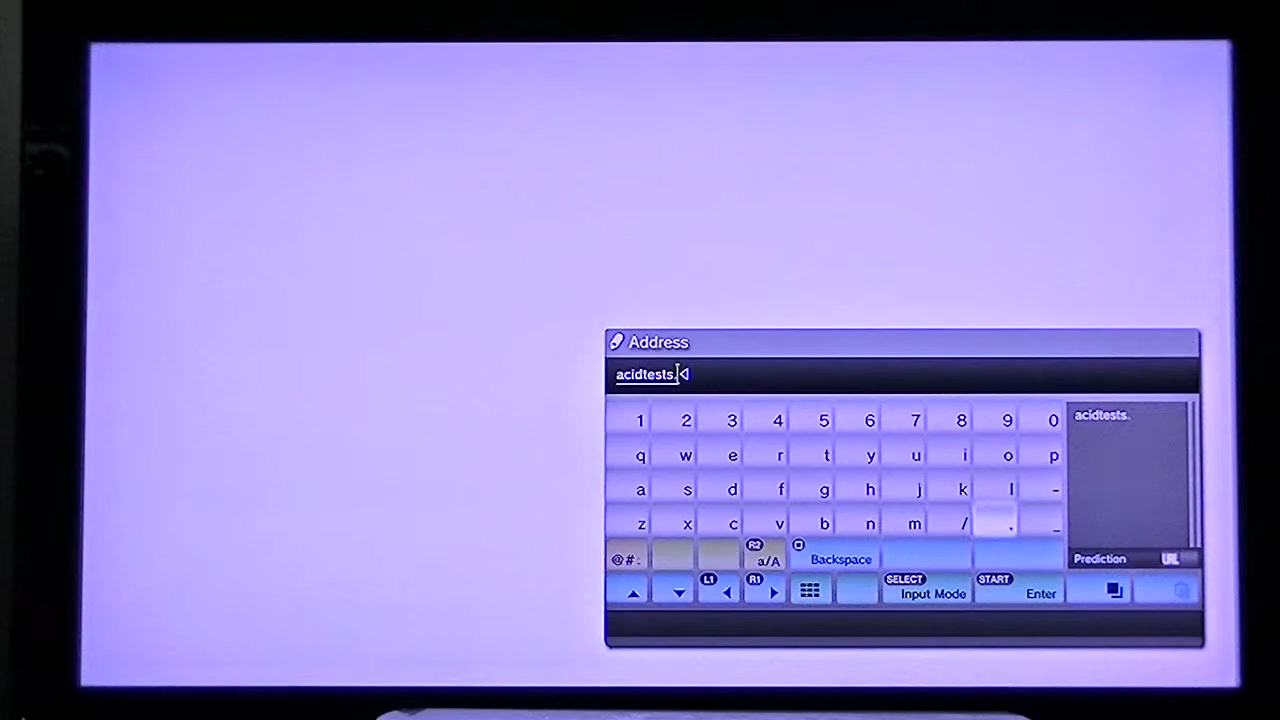 Address
acidtests.
1 2 3 4 5 6 7 8 9 0
acidtests.
q w e r t y u i o p
a s d f g h j k l -
z x c v b n m / . _
@#: R2 a/A Backspace
Prediction URL
L1 R1 SELECT Input Mode START Enter